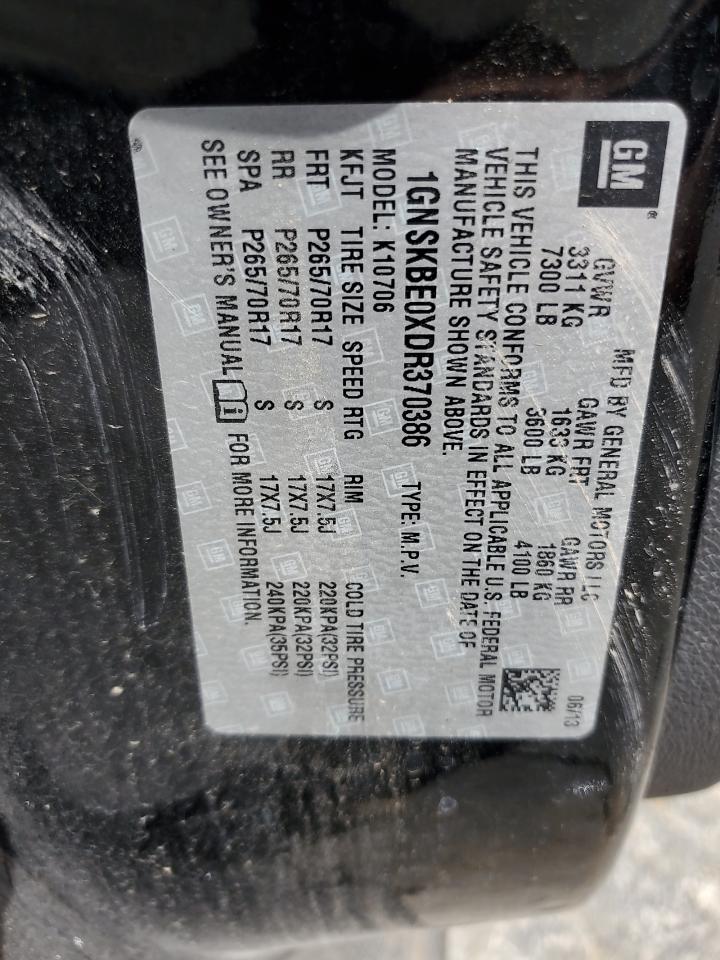 GM
MFD BY GENERAL MOTORS LLC
06/13
GVWR GAWR FRT GAWR RR
3311 KG 1633 KG 1860 KG
7300 LB 3600 LB 4100 LB
THIS VEHICLE CONFORMS TO ALL APPLICABLE U.S. FEDERAL MOTOR
VEHICLE SAFETY STANDARDS IN EFFECT ON THE DATE OF
MANUFACTURE SHOWN ABOVE.
1GNSKBE0XDR370386 TYPE: M.P.V.
MODEL: K10706
KFJT TIRE SIZE SPEED RTG RIM COLD TIRE PRESSURE
FRT P265/70R17 S 17X7.5J 220KPA(32PSI)
RR P265/70R17 S 17X7.5J 220KPA(32PSI)
SPA P265/70R17 S 17X7.5J 240KPA(35PSI)
SEE OWNER'S MANUAL FOR MORE INFORMATION.